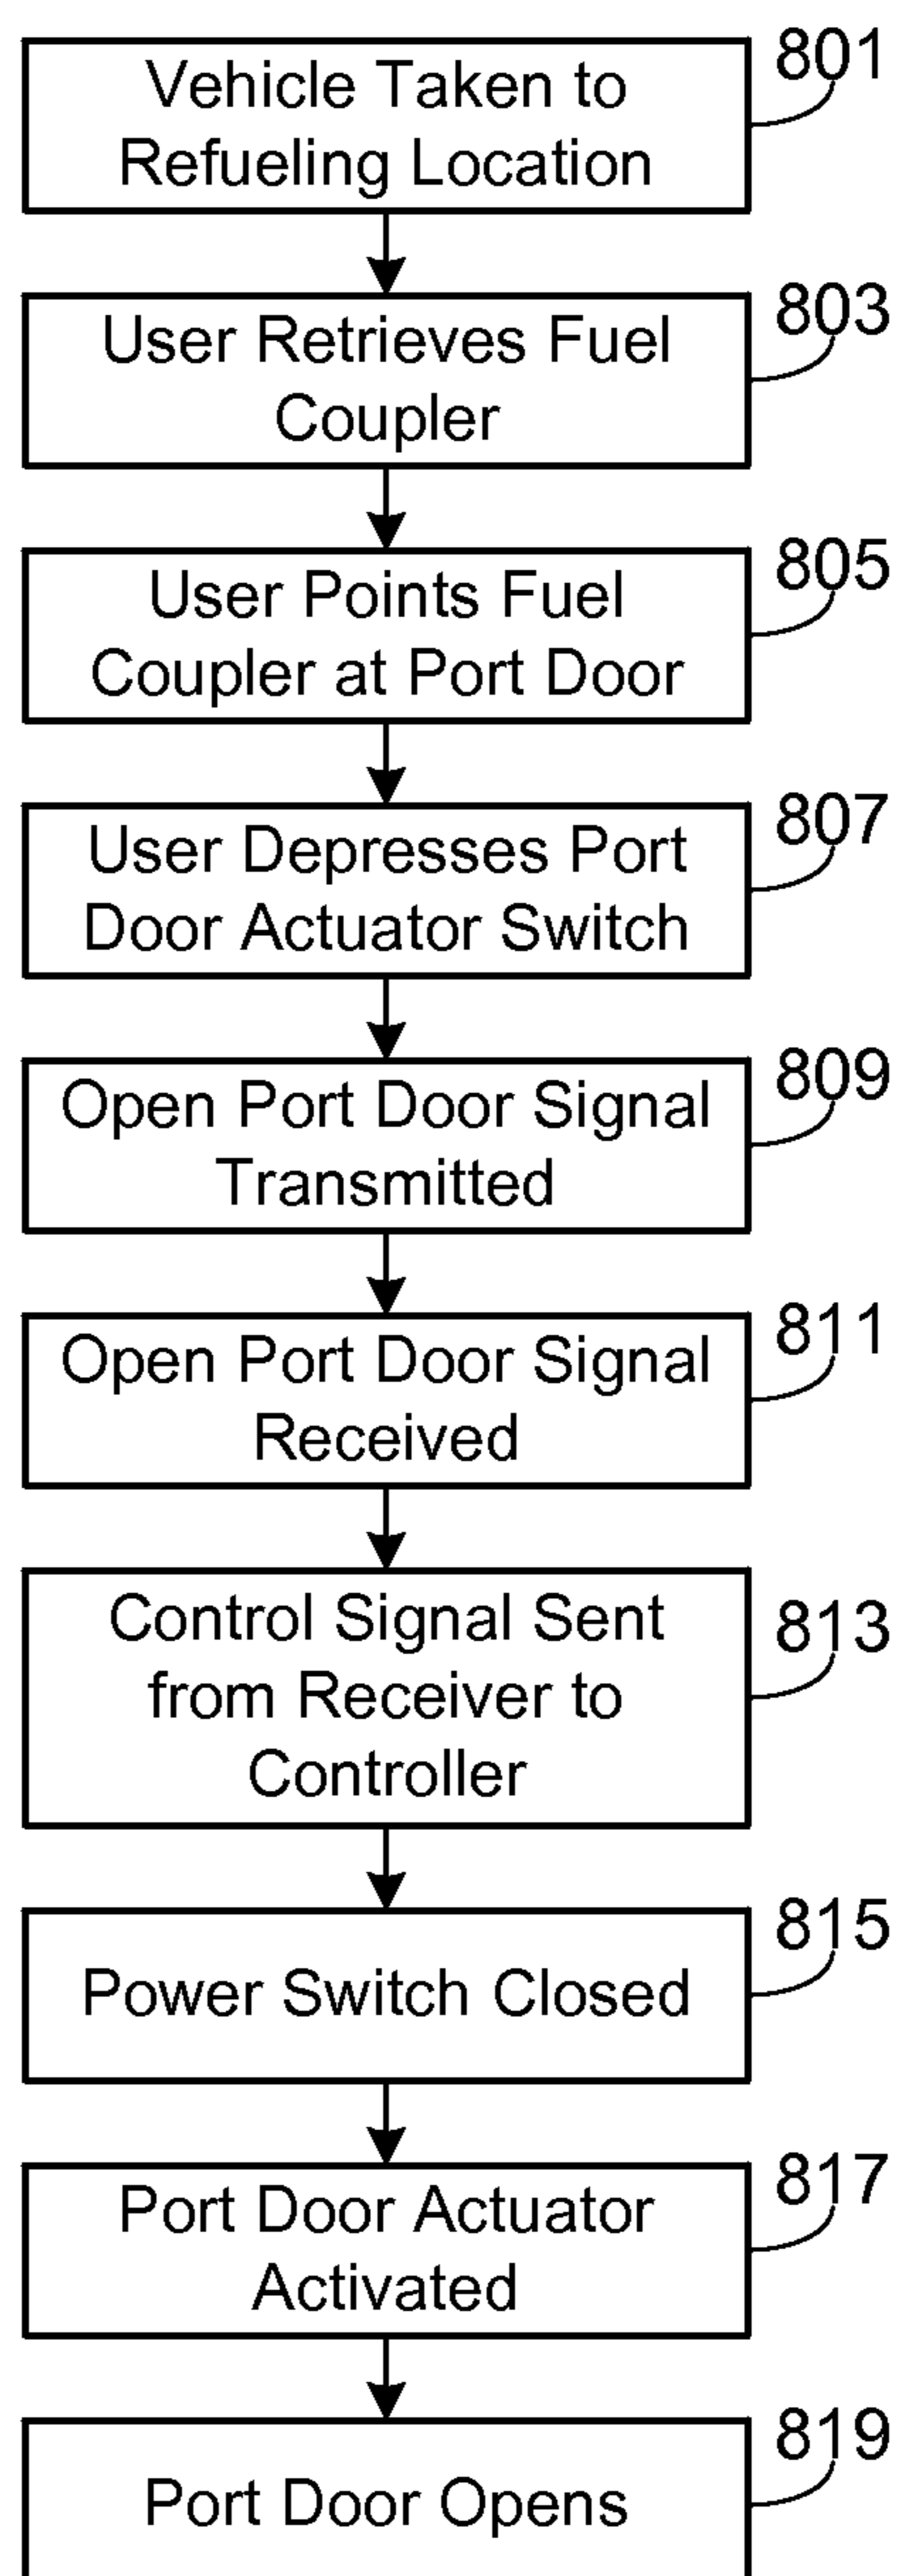 801
Vehicle Taken to
Refueling Location
803
User Retrieves Fuel
Coupler
805
User Points Fuel
Coupler at Port Door
807
User Depresses Port
Door Actuator Switch
809
Open Port Door Signal
Transmitted
811
Open Port Door Signal
Received
813
Control Signal Sent
from Receiver to
Controller
815
Power Switch Closed
817
Port Door Actuator
Activated
819
Port Door Opens